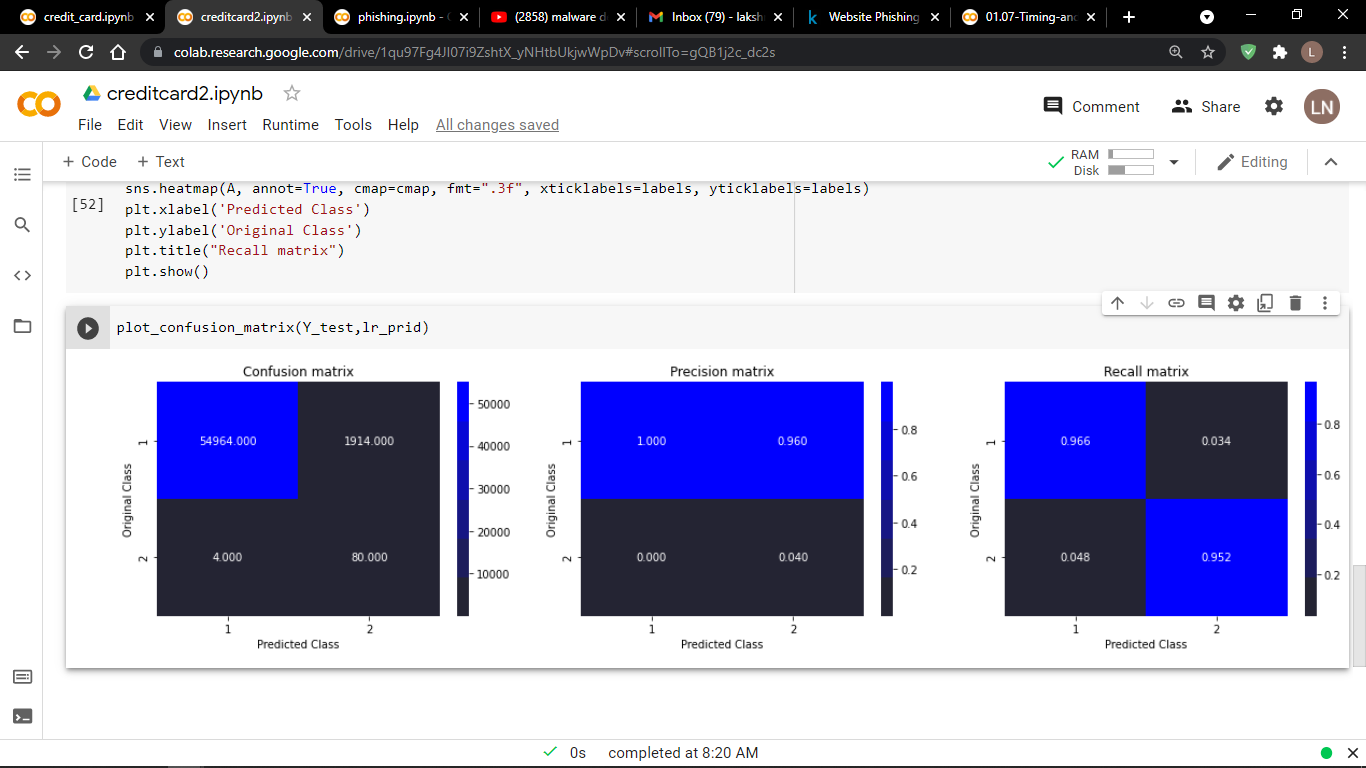 credit_card.ipynb
creditcard2.ipynb
phishing.ipynb -
(2858) malware d
Inbox (79) - laksh
Website Phishing
01.07-Timing-and
colab.research.google.com/drive/1qu97Fg4Jl07i9ZshtX_yNHtbUkjwWpDv#scrollTo=gQB1j2c_dc2s
L
creditcard2.ipynb
Comment
Share
LN
File Edit View Insert Runtime Tools Help All changes saved
+ Code + Text
RAM
Disk
Editing
sns.heatmap(A, annot=True, cmap=cmap, fmt=".3f", xticklabels=labels, yticklabels=labels)
[52]
plt.xlabel('Predicted Class')
plt.ylabel('Original Class')
plt.title("Recall matrix")
plt.show()
plot_confusion_matrix(Y_test,lr_prid)
Confusion matrix
Original Class
1
2
54964.000 1914.000
4.000 80.000
1 2
Predicted Class
50000
40000
30000
20000
10000
Precision matrix
Original Class
1
2
1.000 0.960
0.000 0.040
1 2
Predicted Class
0.8
0.6
0.4
0.2
Recall matrix
Original Class
1
2
0.966 0.034
0.048 0.952
1 2
Predicted Class
0.8
0.6
0.4
0.2
0s completed at 8:20 AM